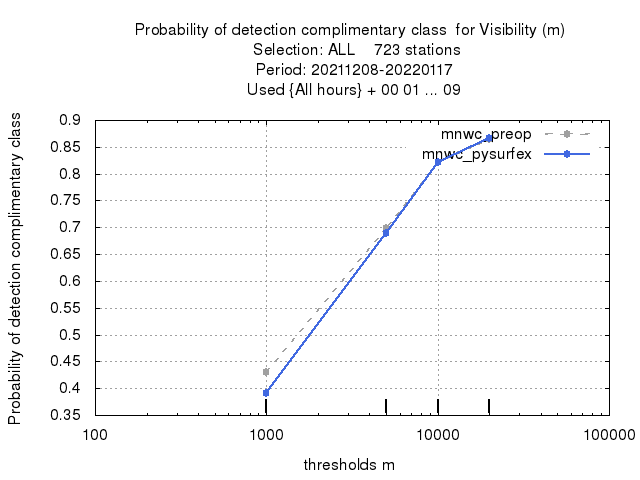 Probability of detection complimentary class  for Visibility (m)
Selection: ALL    723 stations
Period: 20211208-20220117
Used {All hours} + 00 01 ... 09
Probability of detection complimentary class
0.9
0.85
0.8
0.75
0.7
0.65
0.6
0.55
0.5
0.45
0.4
0.35
mnwc_preop
mnwc_pysurfex
100
1000
10000
100000
thresholds m